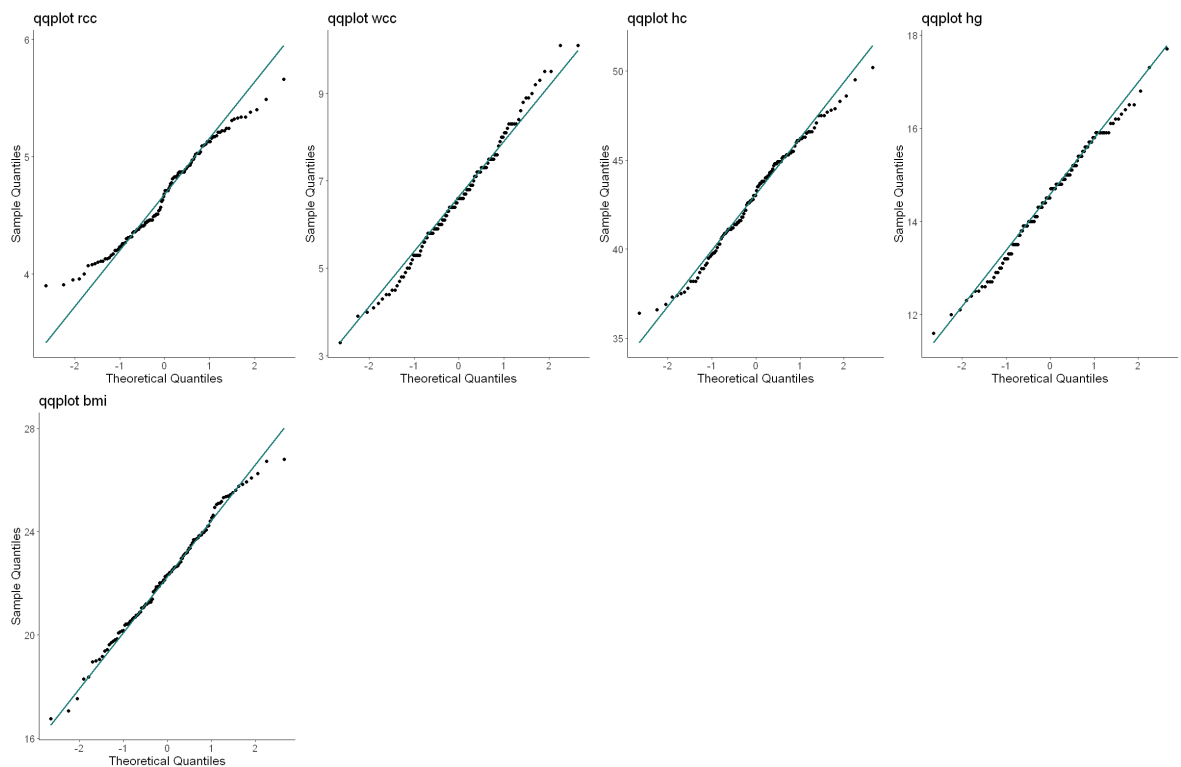 qqplot rcc
6
5
4
Sample Quantiles
-2 -1 0 1 2
Theoretical Quantiles
qqplot wcc
9
7
5
3
Sample Quantiles
-2 -1 0 1 2
Theoretical Quantiles
qqplot hc
50
45
40
35
Sample Quantiles
-2 -1 0 1 2
Theoretical Quantiles
qqplot hg
18
16
14
12
Sample Quantiles
-2 -1 0 1 2
Theoretical Quantiles
qqplot bmi
28
24
20
16
Sample Quantiles
-2 -1 0 1 2
Theoretical Quantiles